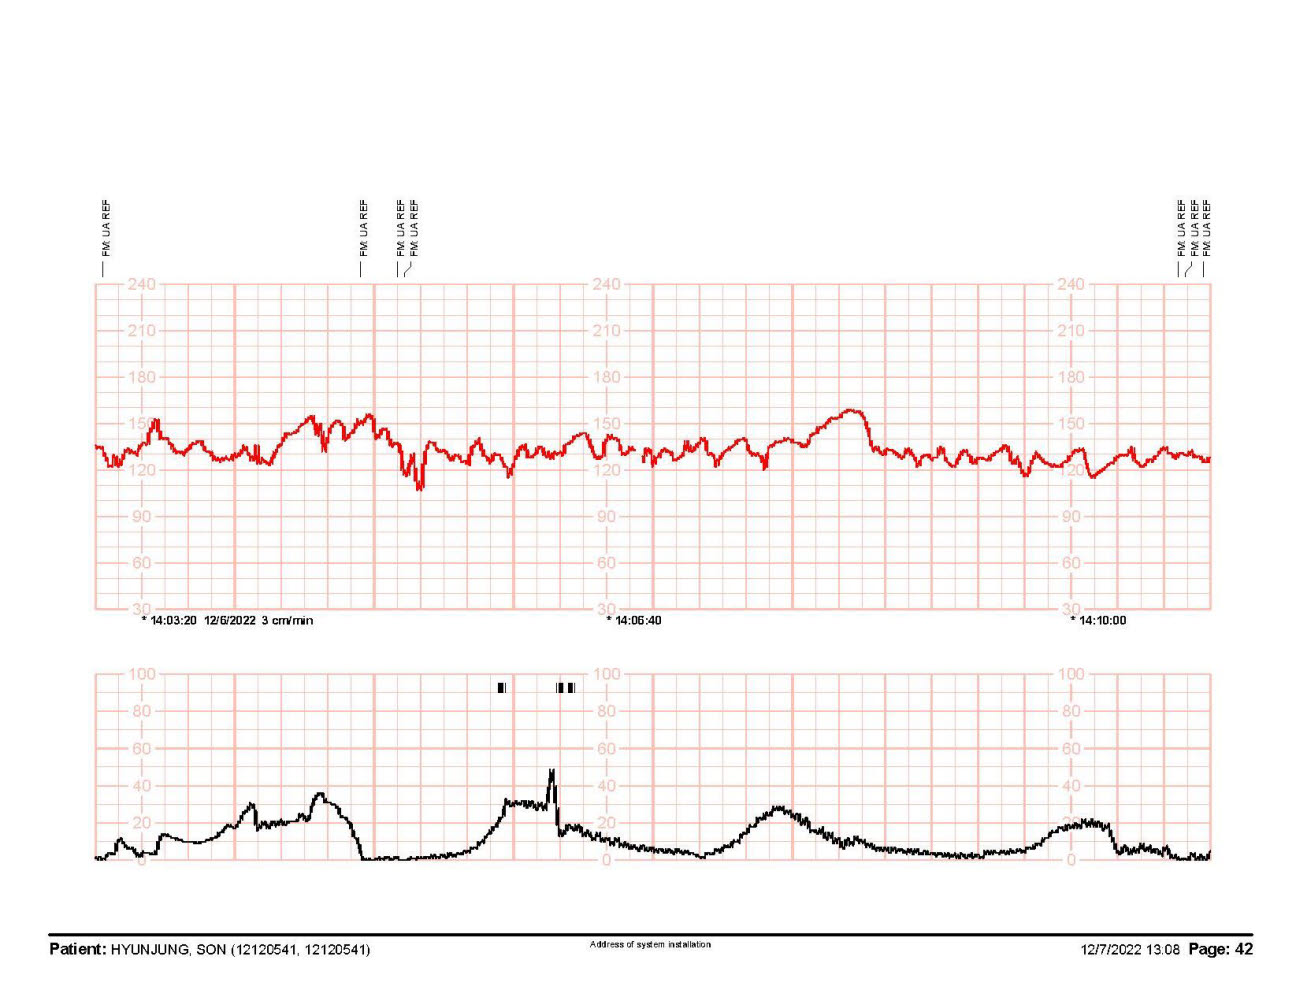 FM: UA REF FM: UA REF FM: UA REF FM: UA REF FM: UA REF FM: UA REF FM: UA REF
240 240 240
210 210 210
180 180 180
150 150 150
120 120 120
90 90 90
60 60 60
30 30 30
* 14:03:20 12/6/2022 3 cm/min * 14:06:40 * 14:10:00
100 100 100
80 80 80
60 60 60
40 40 40
20 20 20
0 0 0
Patient: HYUNJUNG, SON (12120541, 12120541) Address of system installation 12/7/2022 13:08 Page: 42